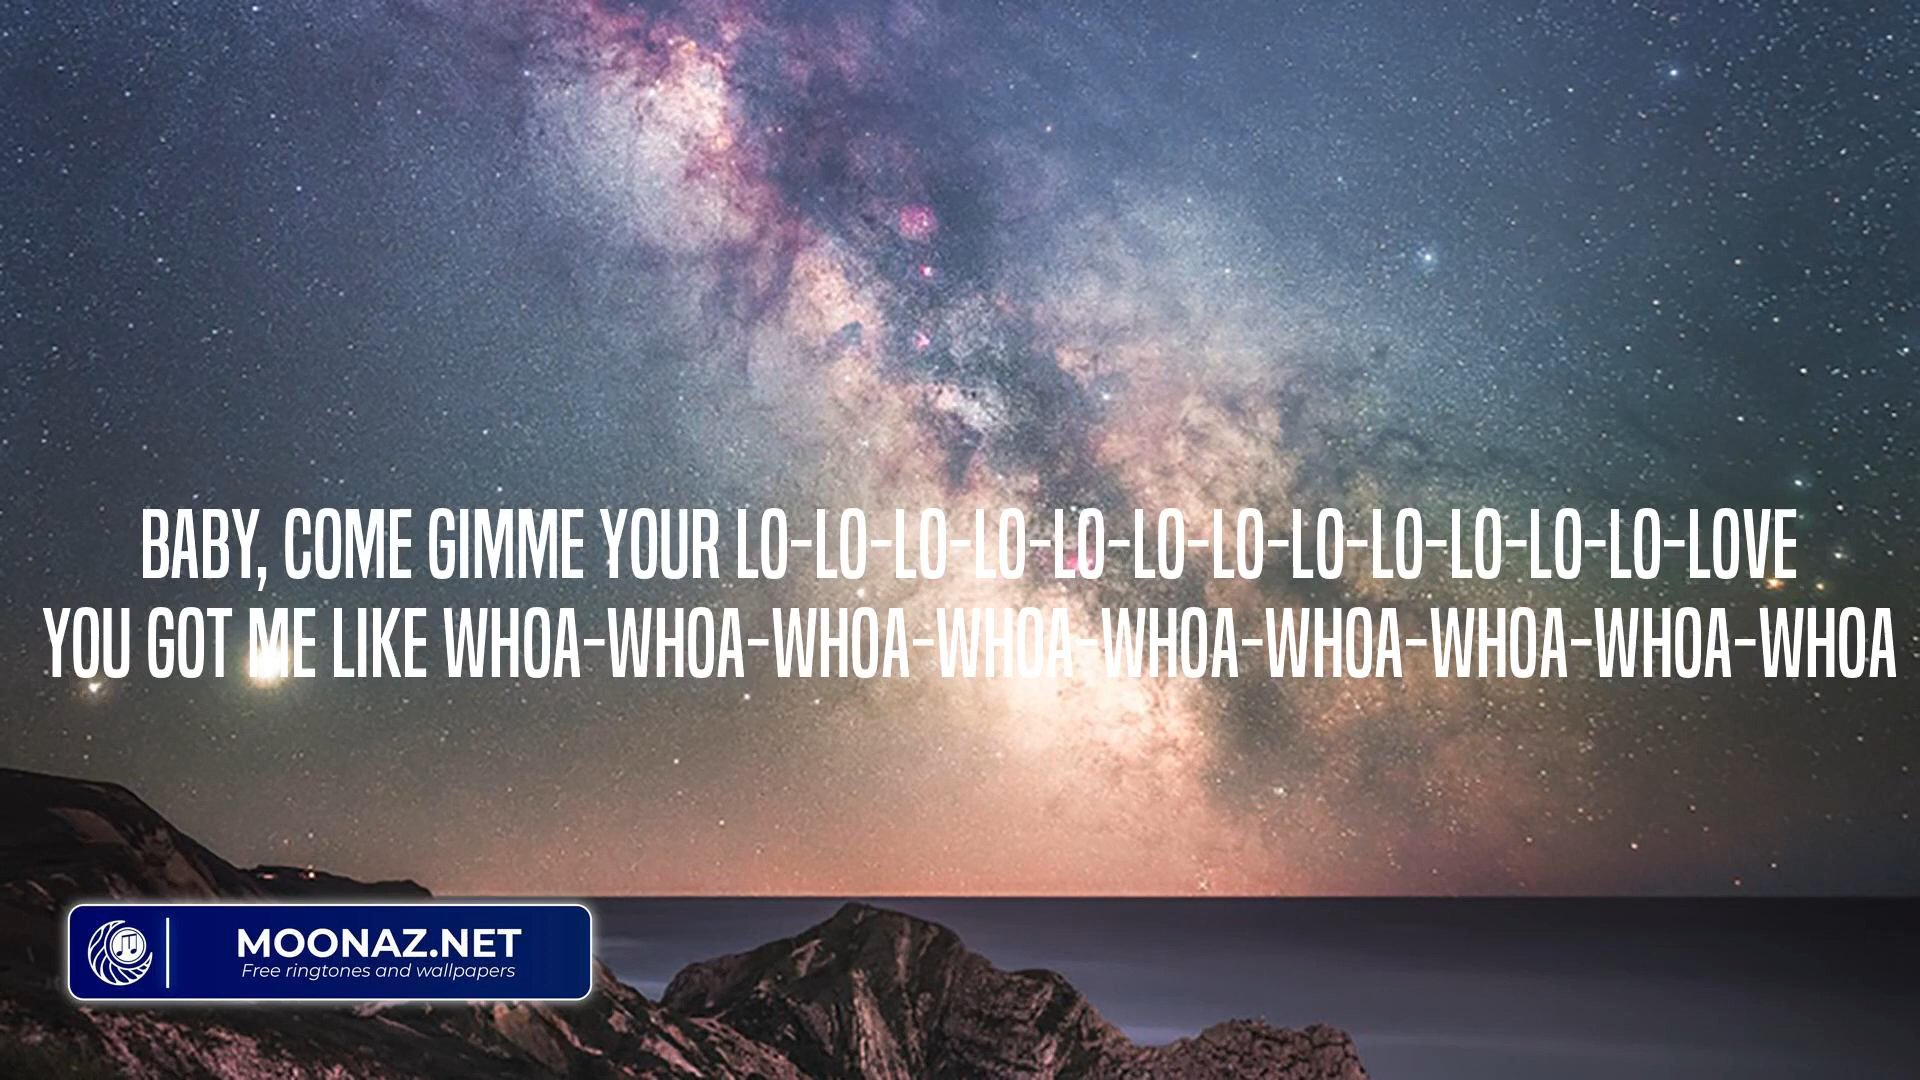 BABY, COME GIMME YOUR LO-LO-LO-LO-LO-LO-LO-LO-LO-LO-LO-LO-LOVE
YOU GOT ME LIKE WHOA-WHOA-WHOA-WHOA-WHOA-WHOA-WHOA-WHOA-WHOA
MOONAZ.NET
Free ringtones and wallpapers